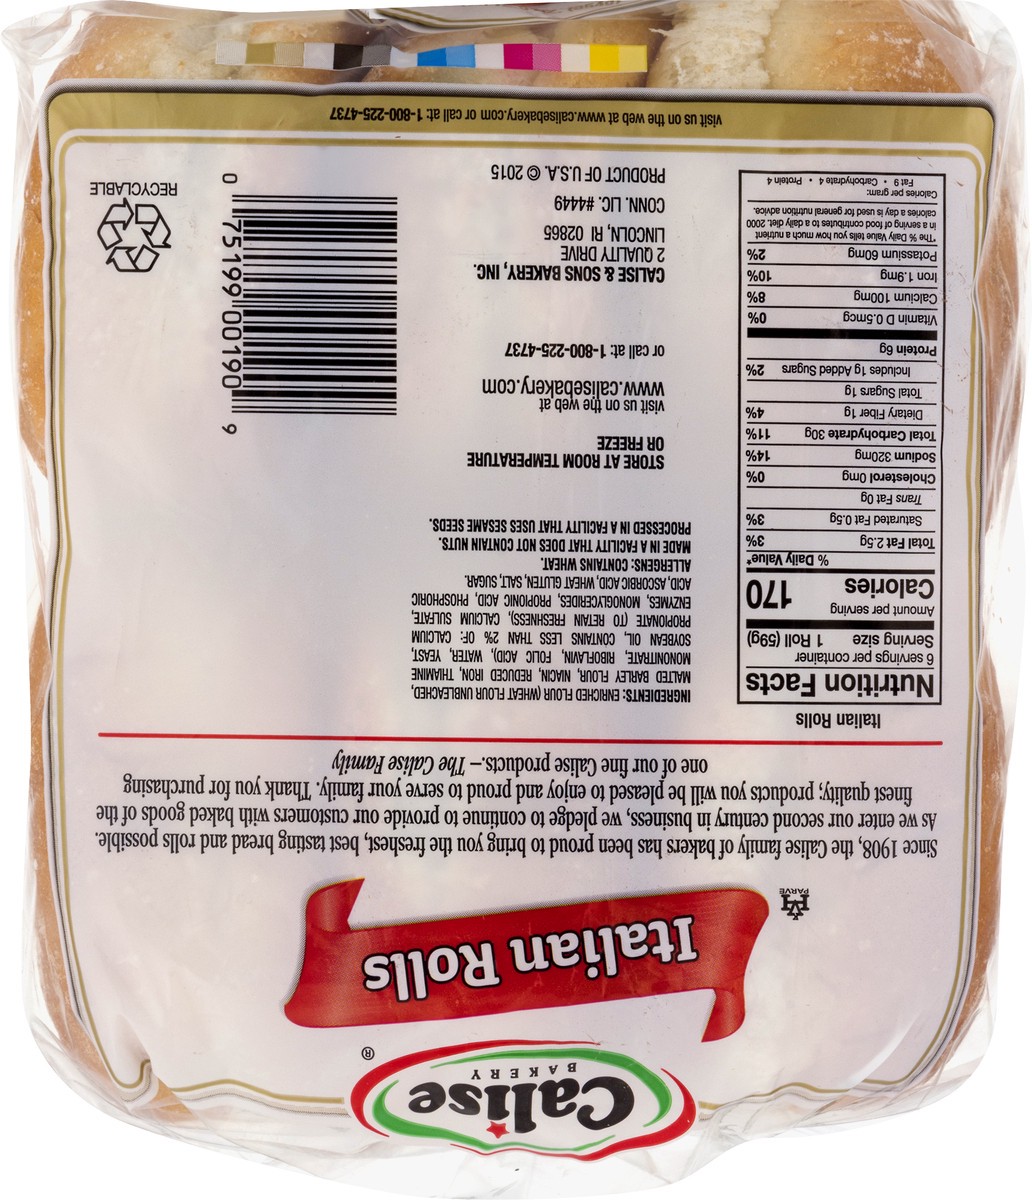 Calise
BAKERY
®
Italian Rolls
PARVE
Since 1908, the Calise family of bakers has been proud to bring you the freshest, best tasting bread and rolls possible.
As we enter our second century in business, we pledge to continue to provide our customers with baked goods of the
finest quality; products you will be pleased to enjoy and proud to serve your family. Thank you for purchasing
one of our fine Calise products.– The Calise Family
Italian Rolls
Nutrition Facts
6 servings per container
Serving size 1 Roll (59g)
Amount per serving
Calories 170
% Daily Value*
Total Fat 2.5g 3%
Saturated Fat 0.5g 3%
Trans Fat 0g
Cholesterol 0mg 0%
Sodium 320mg 14%
Total Carbohydrate 30g 11%
Dietary Fiber 1g 4%
Total Sugars 1g
Includes 1g Added Sugars 2%
Protein 6g
Vitamin D 0.5mcg 0%
Calcium 100mg 8%
Iron 1.9mg 10%
Potassium 60mg 2%
*The % Daily Value tells you how much a nutrient
in a serving of food contributes to a daily diet. 2000
calories a day is used for general nutrition advice.
Calories per gram:
Fat 9 • Carbohydrate 4 • Protein 4
INGREDIENTS: ENRICHED FLOUR (WHEAT FLOUR UNBLEACHED,
MALTED BARLEY FLOUR, NIACIN, REDUCED IRON, THIAMINE
MONONITRATE, RIBOFLAVIN, FOLIC ACID), WATER, YEAST,
SOYBEAN OIL, CONTAINS LESS THAN 2% OF: CALCIUM
PROPIONATE (TO RETAIN FRESHNESS), CALCIUM SULFATE,
ENZYMES, MONOGLYCERIDES, PROPIONIC ACID, PHOSPHORIC
ACID, ASCORBIC ACID, WHEAT GLUTEN, SALT, SUGAR.
ALLERGENS: CONTAINS WHEAT.
MADE IN A FACILITY THAT DOES NOT CONTAIN NUTS.
PROCESSED IN A FACILITY THAT USES SESAME SEEDS.
STORE AT ROOM TEMPERATURE
OR FREEZE
visit us on the web at
www.calisebakery.com
or call at: 1-800-225-4737
CALISE & SONS BAKERY, INC.
2 QUALITY DRIVE
LINCOLN, RI 02865
CONN. LIC. #4449
PRODUCT OF U.S.A. © 2015
0 75199 00190 9
RECYCLABLE
visit us on the web at www.calisebakery.com or call at: 1-800-225-4737